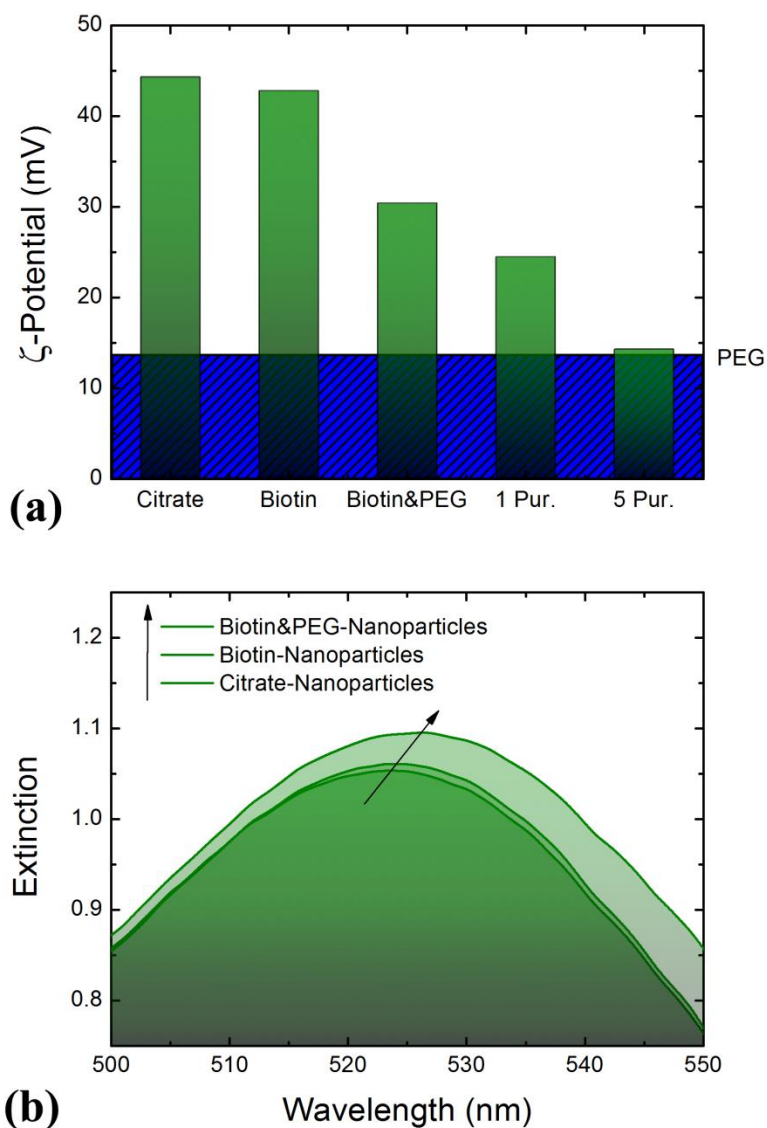 50
40
30
20
10
0
ζ-Potential (mV)
PEG
Citrate Biotin Biotin&PEG 1 Pur. 5 Pur.
(a)
1.2
1.1
1.0
0.9
0.8
Extinction
Biotin&PEG-Nanoparticles
Biotin-Nanoparticles
Citrate-Nanoparticles
500 510 520 530 540 550
Wavelength (nm)
(b)